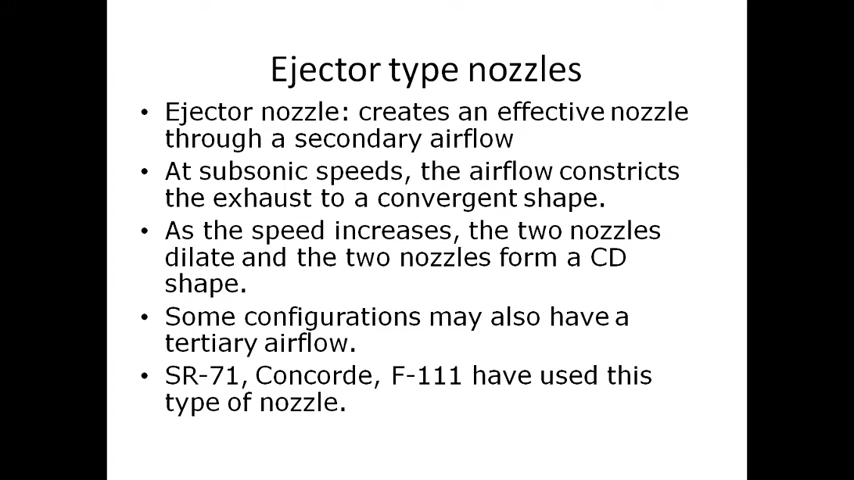 Ejector type nozzles
• Ejector nozzle: creates an effective nozzle
through a secondary airflow
• At subsonic speeds, the airflow constricts
the exhaust to a convergent shape.
• As the speed increases, the two nozzles
dilate and the two nozzles form a CD
shape.
• Some configurations may also have a
tertiary airflow.
• SR-71, Concorde, F-111 have used this
type of nozzle.